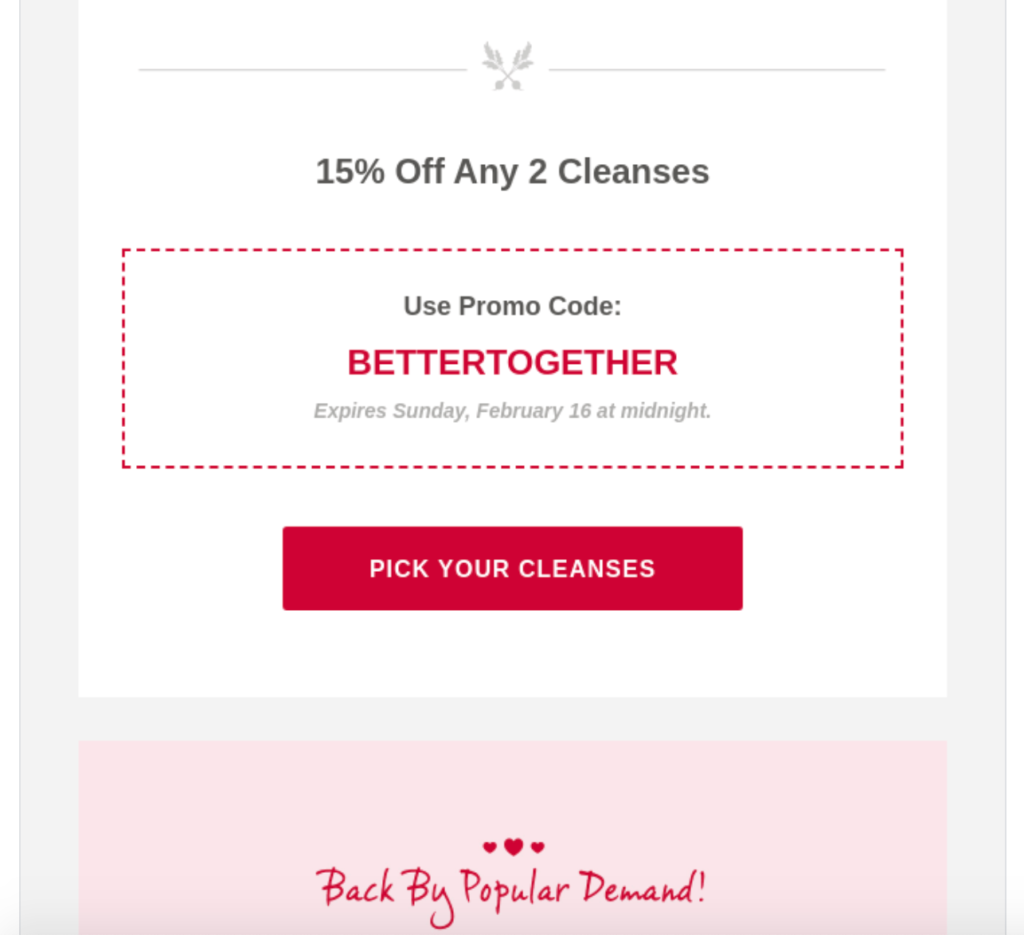 15% Off Any 2 Cleanses
Use Promo Code:
BETTERTOGETHER
Expires Sunday, February 16 at midnight.
PICK YOUR CLEANSES
Back By Popular Demand!